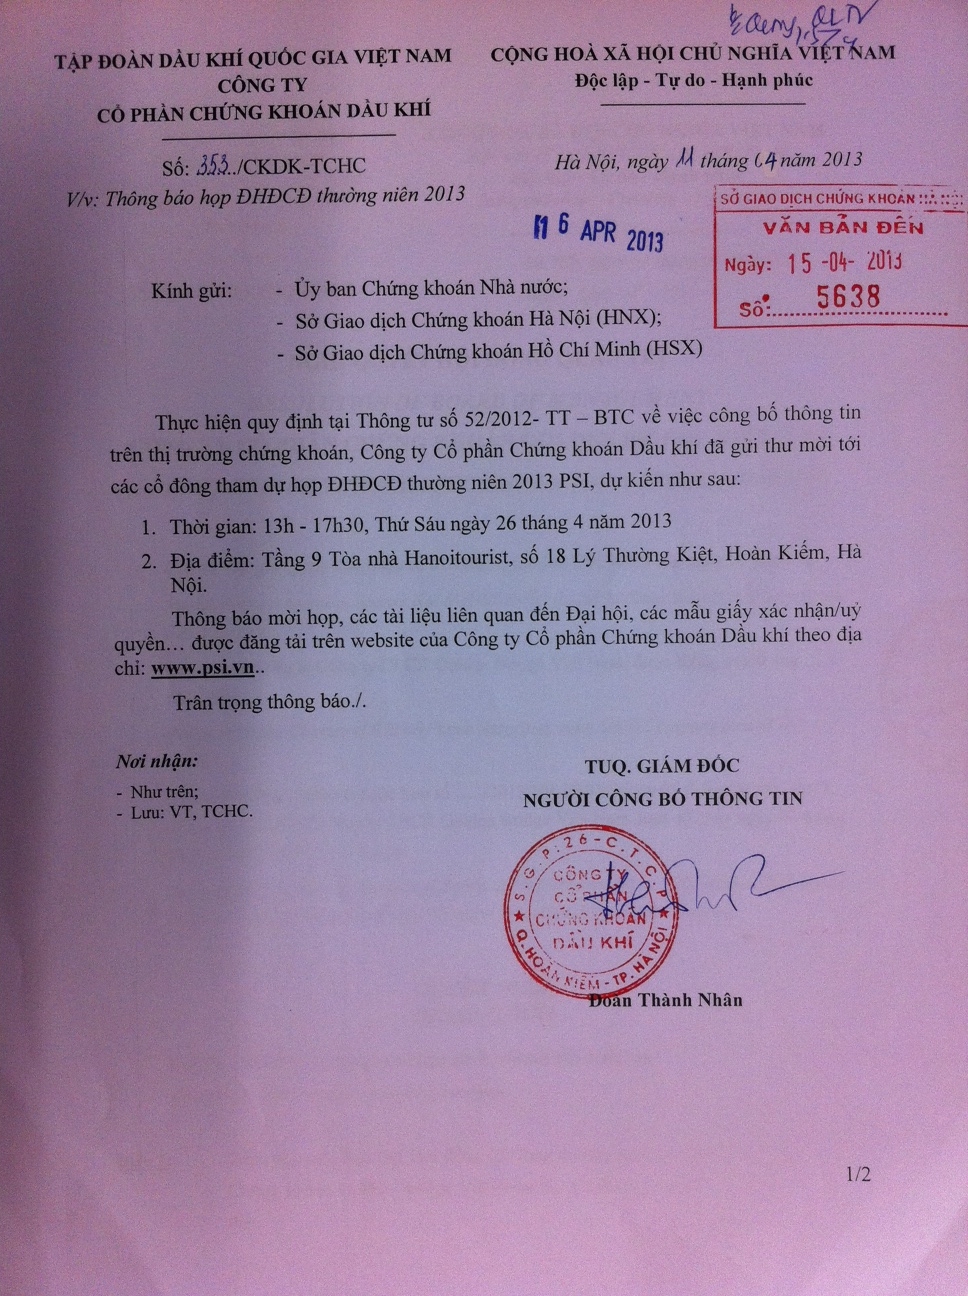 TẬP ĐOÀN DẦU KHÍ QUỐC GIA VIỆT NAM
CÔNG TY
CỔ PHẦN CHỨNG KHOÁN DẦU KHÍ
CỘNG HOÀ XÃ HỘI CHỦ NGHĨA VIỆT NAM
Độc lập - Tự do - Hạnh phúc
Số: 353../CKDK-TCHC
V/v: Thông báo họp ĐHĐCĐ thường niên 2013
Hà Nội, ngày 11 tháng 04 năm 2013
16 APR 2013
SỞ GIAO DỊCH CHỨNG KHOÁN HÀ NỘI
VĂN BẢN ĐẾN
Ngày: 15 -04- 2013
Số:..... 5638 .....
Kính gửi:
- Ủy ban Chứng khoán Nhà nước;
- Sở Giao dịch Chứng khoán Hà Nội (HNX);
- Sở Giao dịch Chứng khoán Hồ Chí Minh (HSX)
Thực hiện quy định tại Thông tư số 52/2012- TT – BTC về việc công bố thông tin
trên thị trường chứng khoán, Công ty Cổ phần Chứng khoán Dầu khí đã gửi thư mời tới
các cổ đông tham dự họp ĐHĐCĐ thường niên 2013 PSI, dự kiến như sau:
1. Thời gian: 13h - 17h30, Thứ Sáu ngày 26 tháng 4 năm 2013
2. Địa điểm: Tầng 9 Tòa nhà Hanoitourist, số 18 Lý Thường Kiệt, Hoàn Kiếm, Hà
Nội.
Thông báo mời họp, các tài liệu liên quan đến Đại hội, các mẫu giấy xác nhận/uỷ
quyền… được đăng tải trên website của Công ty Cổ phần Chứng khoán Dầu khí theo địa
chỉ: www.psi.vn..
Trân trọng thông báo./.
Nơi nhận:
- Như trên;
- Lưu: VT, TCHC.
TUQ. GIÁM ĐỐC
NGƯỜI CÔNG BỐ THÔNG TIN
S.G.P:26-C.T.C.P
CÔNG TY
CỔ PHẦN
CHỨNG KHOÁN
DẦU KHÍ
Q.HOÀN KIẾM-TP.HÀ NỘI
Đoàn Thành Nhân
1/2